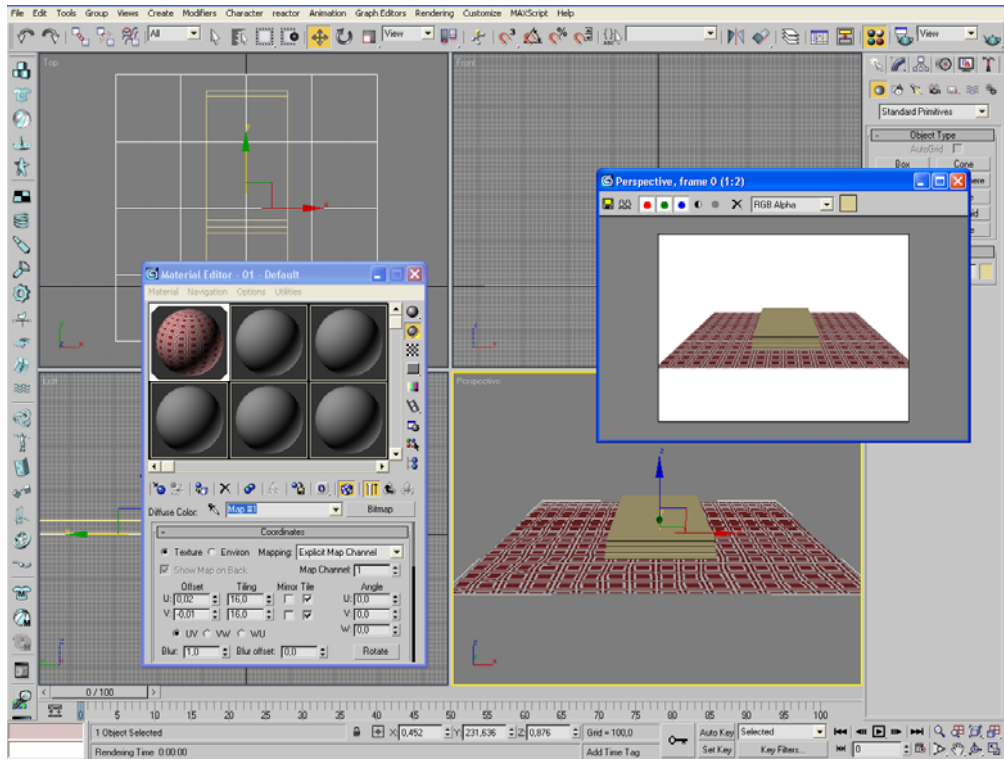 File Edit Tools Group Views Create Modifiers Character reactor Animation Graph Editors Rendering Customize MAXScript Help
All View View
Top Front
Standard Primitives
- Object Type
AutoGrid
Box Cone
Perspective, frame 0 (1:2)
RGB Alpha
Material Editor - 01 - Default
Material Navigation Options Utilities
Left Perspective
Diffuse Color: Map #1 Bitmap
- Coordinates
Texture Environ Mapping: Explicit Map Channel
Show Map on Back Map Channel: 1
Offset Tiling Mirror Tile Angle
U: 0,02 16,0 U: 0,0
V: -0,01 16,0 V: 0,0
UV VW WU W: 0,0
Blur: 1,0 Blur offset: 0,0 Rotate
0 / 100
0 5 10 15 20 25 30 35 40 45 50 55 60 65 70 75 80 85 90 95 100
1 Object Selected X: 0,452 Y: 231,636 Z: 0,876 Grid = 100,0 Auto Key Selected
Rendering Time 0:00:00 Add Time Tag Set Key Key Filters... 0